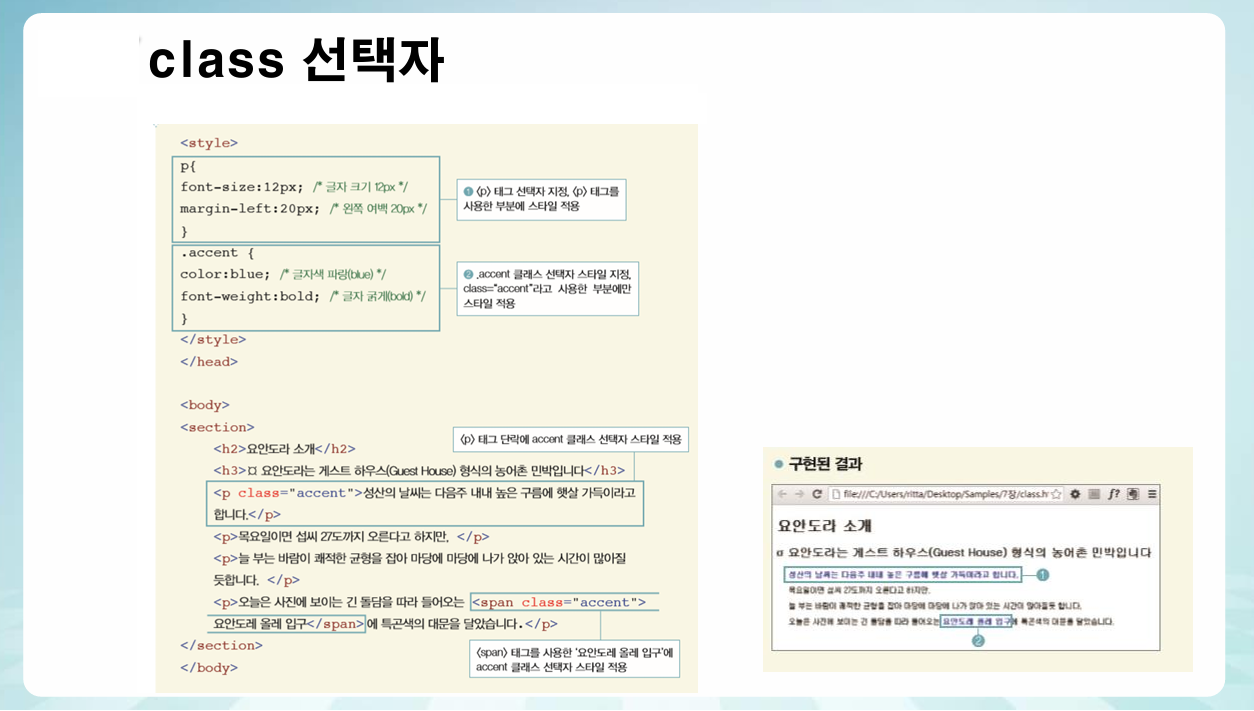 class 선택자
<style>
p{
font-size:12px; /* 글자 크기 12px */
margin-left:20px; /* 왼쪽 여백 20px */
}
.accent {
color:blue; /* 글자색 파랑(blue) */
font-weight:bold; /* 글자 굵게(bold) */
}
</style>
</head>
❶ <p> 태그 선택자 지정, <p> 태그를
사용한 부분에 스타일 적용
❷ .accent 클래스 선택자 스타일 지정,
class="accent"라고 사용한 부분에만
스타일 적용
<body>
<section>
<p> 태그 단락에 accent 클래스 선택자 스타일 적용
<h2>요안도라 소개</h2>
<h3>¤ 요안도라는 게스트 하우스(Guest House) 형식의 농어촌 민박입니다</h3>
<p class="accent">성산의 날씨는 다음주 내내 높은 구름에 햇살 가득이라고
합니다.</p>
<p>목요일이면 섭씨 27도까지 오른다고 하지만, </p>
<p>늘 부는 바람이 쾌적한 균형을 잡아 마당에 마당에 나가 앉아 있는 시간이 많아질
듯합니다. </p>
<p>오늘은 사진에 보이는 긴 돌담을 따라 들어오는 <span class="accent">
요안도레 올레 입구</span>에 특곤색의 대문을 달았습니다.</p>
</section>
</body>
<span> 태그를 사용한 '요안도레 올레 입구'에
accent 클래스 선택자 스타일 적용
● 구현된 결과
file:///C:/Users/ritta/Desktop/Samples/7장/class.h
f?
요안도라 소개
¤ 요안도라는 게스트 하우스(Guest House) 형식의 농어촌 민박입니다
성산의 날씨는 다음주 내내 높은 구름에 햇살 가득이라고 합니다. ❶
목요일이면 섭씨 27도까지 오른다고 하지만,
늘 부는 바람이 쾌적한 균형을 잡아 마당에 마당에 나가 앉아 있는 시간이 많아질듯 합니다.
오늘은 사진에 보이는 긴 돌담을 따라 들어오는 요안도레 올레 입구에 특곤색의 대문을 달았습니다.
❷